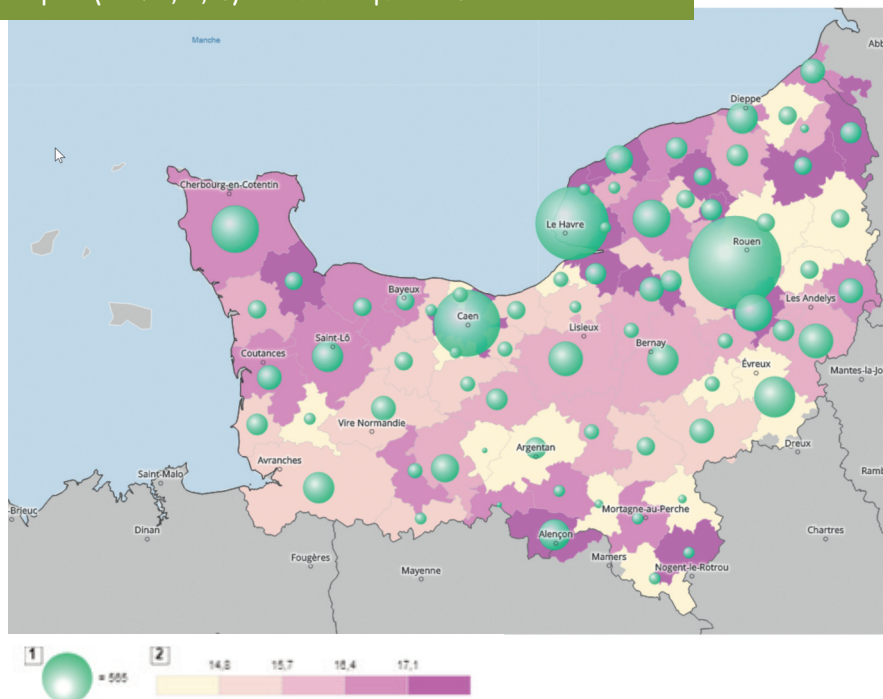 Manche
Abb
Dieppe
Cherbourg-en-Cotentin
Le Havre
Rouen
Bayeux
Caen
Les Andelys
Lisieux
Saint-Lô
Bernay
Coutances
Évreux
Mantes-la-Jo
Vire Normandie
Argentan
Dreux
Avranches
Saint-Malo
Ramb
-Brieuc
Mortagne-au-Perche
Dinan
Alençon
Chartres
Fougères
Mamers
Mayenne
Nogent-le-Rotrou
1
2
= 565
14,8 15,7 16,4 17,1